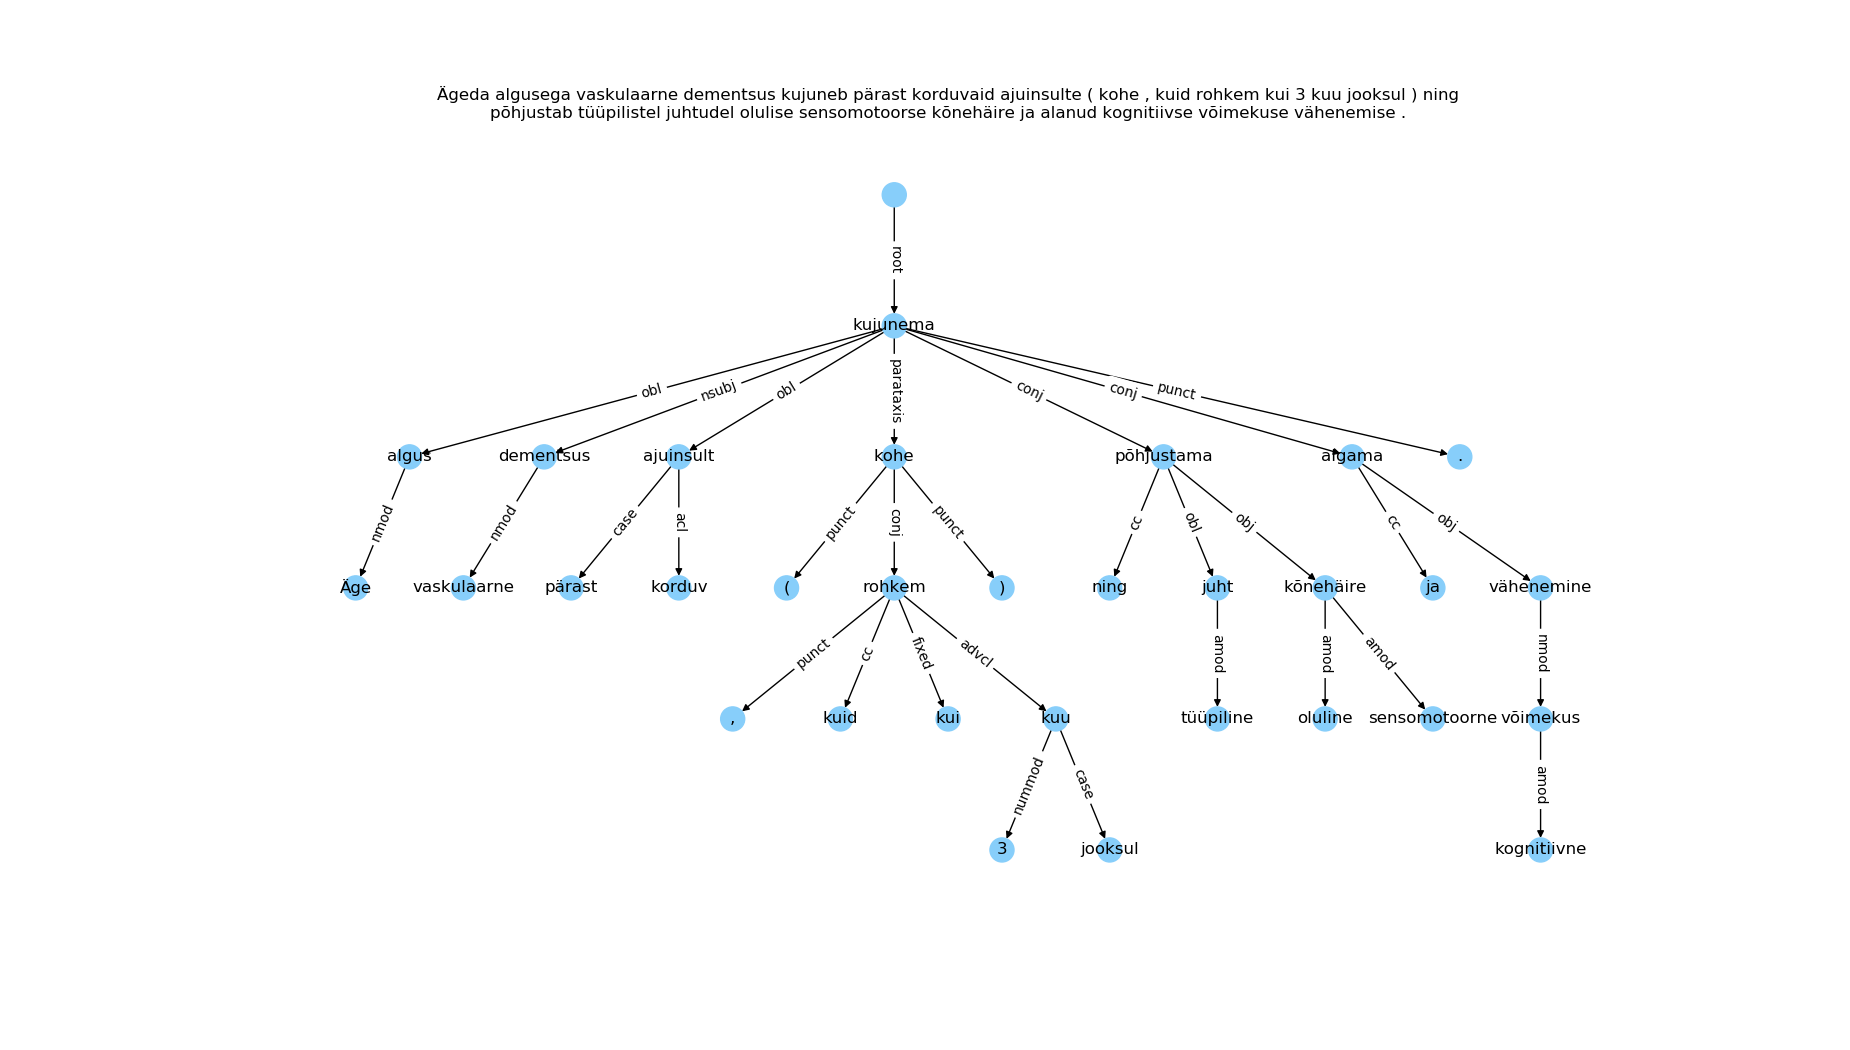 Ägeda algusega vaskulaarne dementsus kujuneb pärast korduvaid ajuinsulte ( kohe , kuid rohkem kui 3 kuu jooksul ) ning
põhjustab tüüpilistel juhtudel olulise sensomotoorse kõnehäire ja alanud kognitiivse võimekuse vähenemise .
root
kujunema
obl nsubj obl parataxis conj conj punct
algus dementsus ajuinsult kohe põhjustama algama .
nmod nmod case acl punct conj punct cc obl obj cc obj
Äge vaskulaarne pärast korduv ( rohkem ) ning juht kõnehäire ja vähenemine
punct cc fixed advcl amod amod amod nmod
, kuid kui kuu tüüpiline oluline sensomotoorne võimekus
nummod case amod
3 jooksul kognitiivne